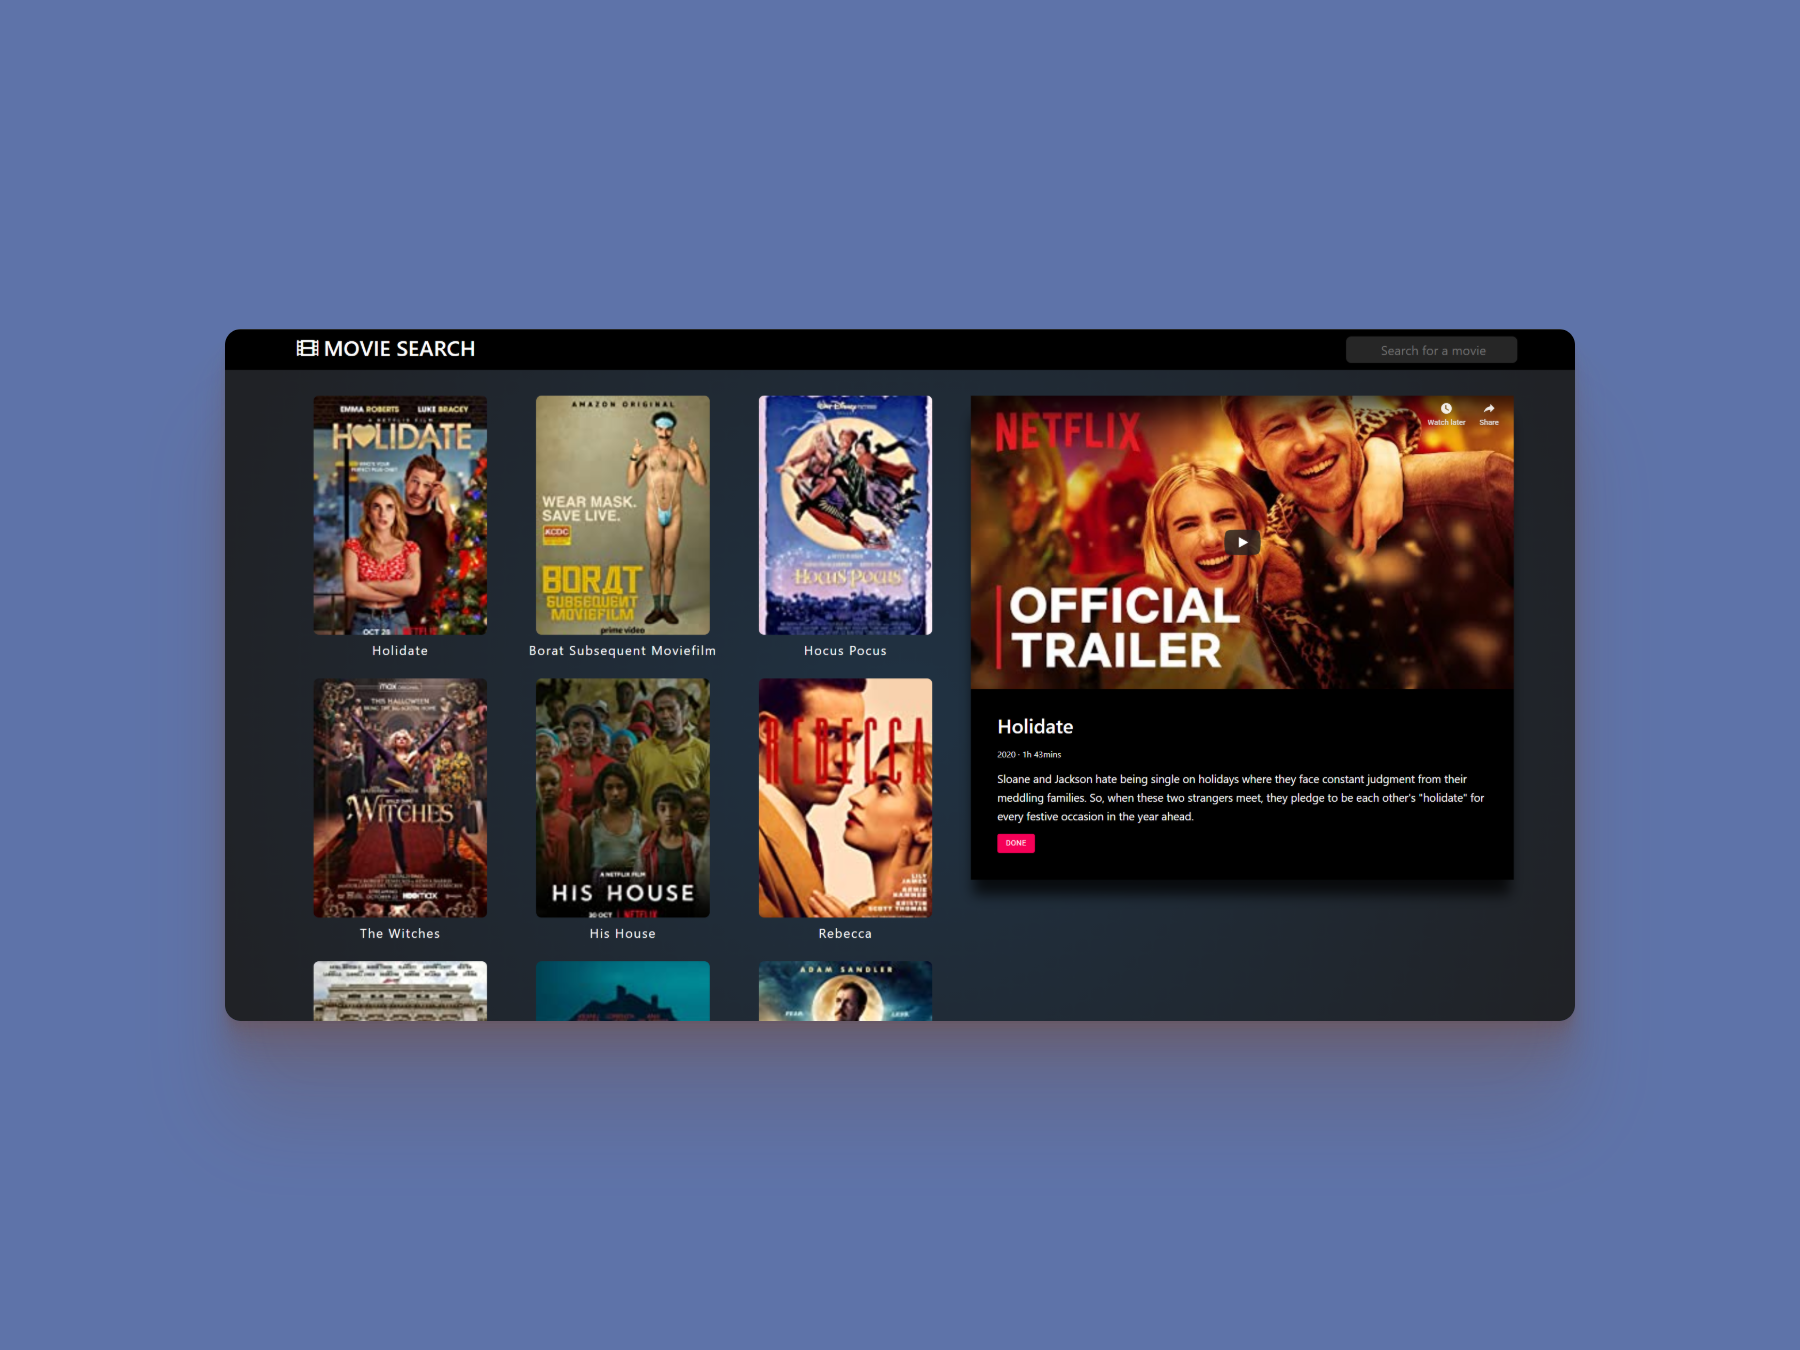 MOVIE SEARCH
Search for a movie
EMMA ROBERTS LUKE BRACEY
A NETFLIX FILM
HOLIDATE
OCT 28 NETFLIX
Holidate
AMAZON ORIGINAL
WEAR MASK.
SAVE LIVE.
KCDC
BORAT
SUBSEQUENT
MOVIEFILM
prime video
Borat Subsequent Moviefilm
Walt Disney PICTURES
HOCUS POCUS
Hocus Pocus
NETFLIX
Watch later
Share
OFFICIAL
TRAILER
Holidate
2020 - 1h 43mins
Sloane and Jackson hate being single on holidays where they face constant judgment from their
meddling families. So, when these two strangers meet, they pledge to be each other's "holidate" for
every festive occasion in the year ahead.
DONE
max ORIGINAL
THIS HALLOWEEN
WITCHES
HBOmax
The Witches
A NETFLIX FILM
HIS HOUSE
30 OCT NETFLIX
His House
REBECCA
LILY
JAMES
ARMIE
HAMMER
KRISTIN
SCOTT THOMAS
Rebecca
ADAM SANDLER